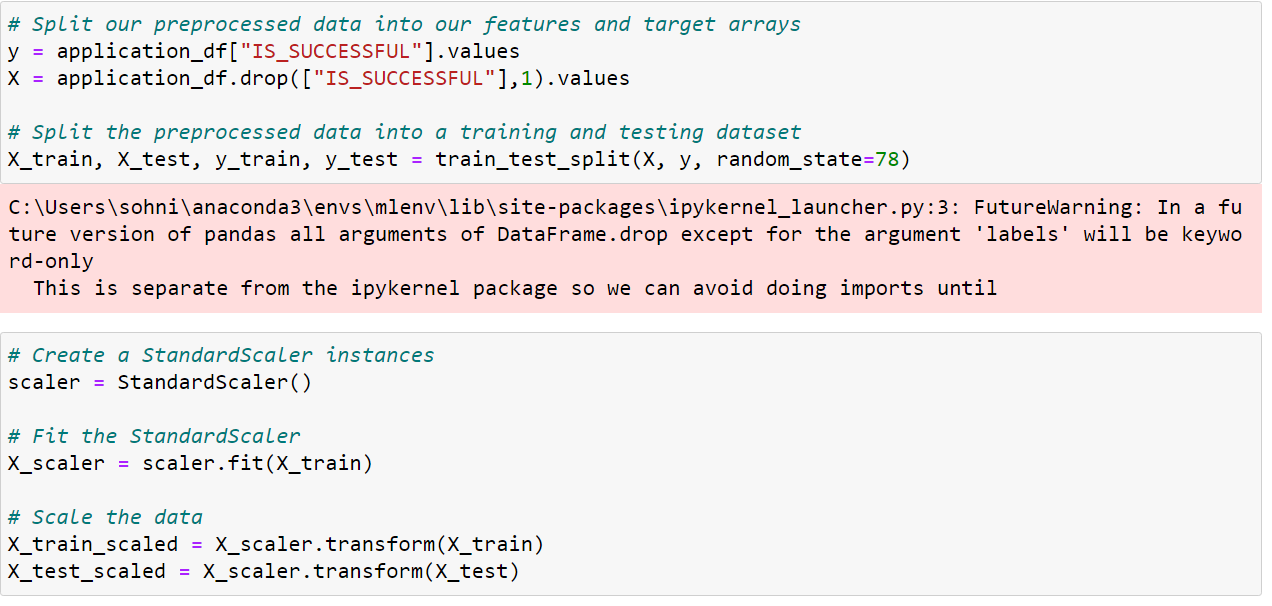 # Split our preprocessed data into our features and target arrays
y = application_df["IS_SUCCESSFUL"].values
X = application_df.drop(["IS_SUCCESSFUL"],1).values
# Split the preprocessed data into a training and testing dataset
X_train, X_test, y_train, y_test = train_test_split(X, y, random_state=78)
C:\Users\sohni\anaconda3\envs\mlenv\lib\site-packages\ipykernel_launcher.py:3: FutureWarning: In a fu
ture version of pandas all arguments of DataFrame.drop except for the argument 'labels' will be keywo
rd-only
  This is separate from the ipykernel package so we can avoid doing imports until
# Create a StandardScaler instances
scaler = StandardScaler()
# Fit the StandardScaler
X_scaler = scaler.fit(X_train)
# Scale the data
X_train_scaled = X_scaler.transform(X_train)
X_test_scaled = X_scaler.transform(X_test)